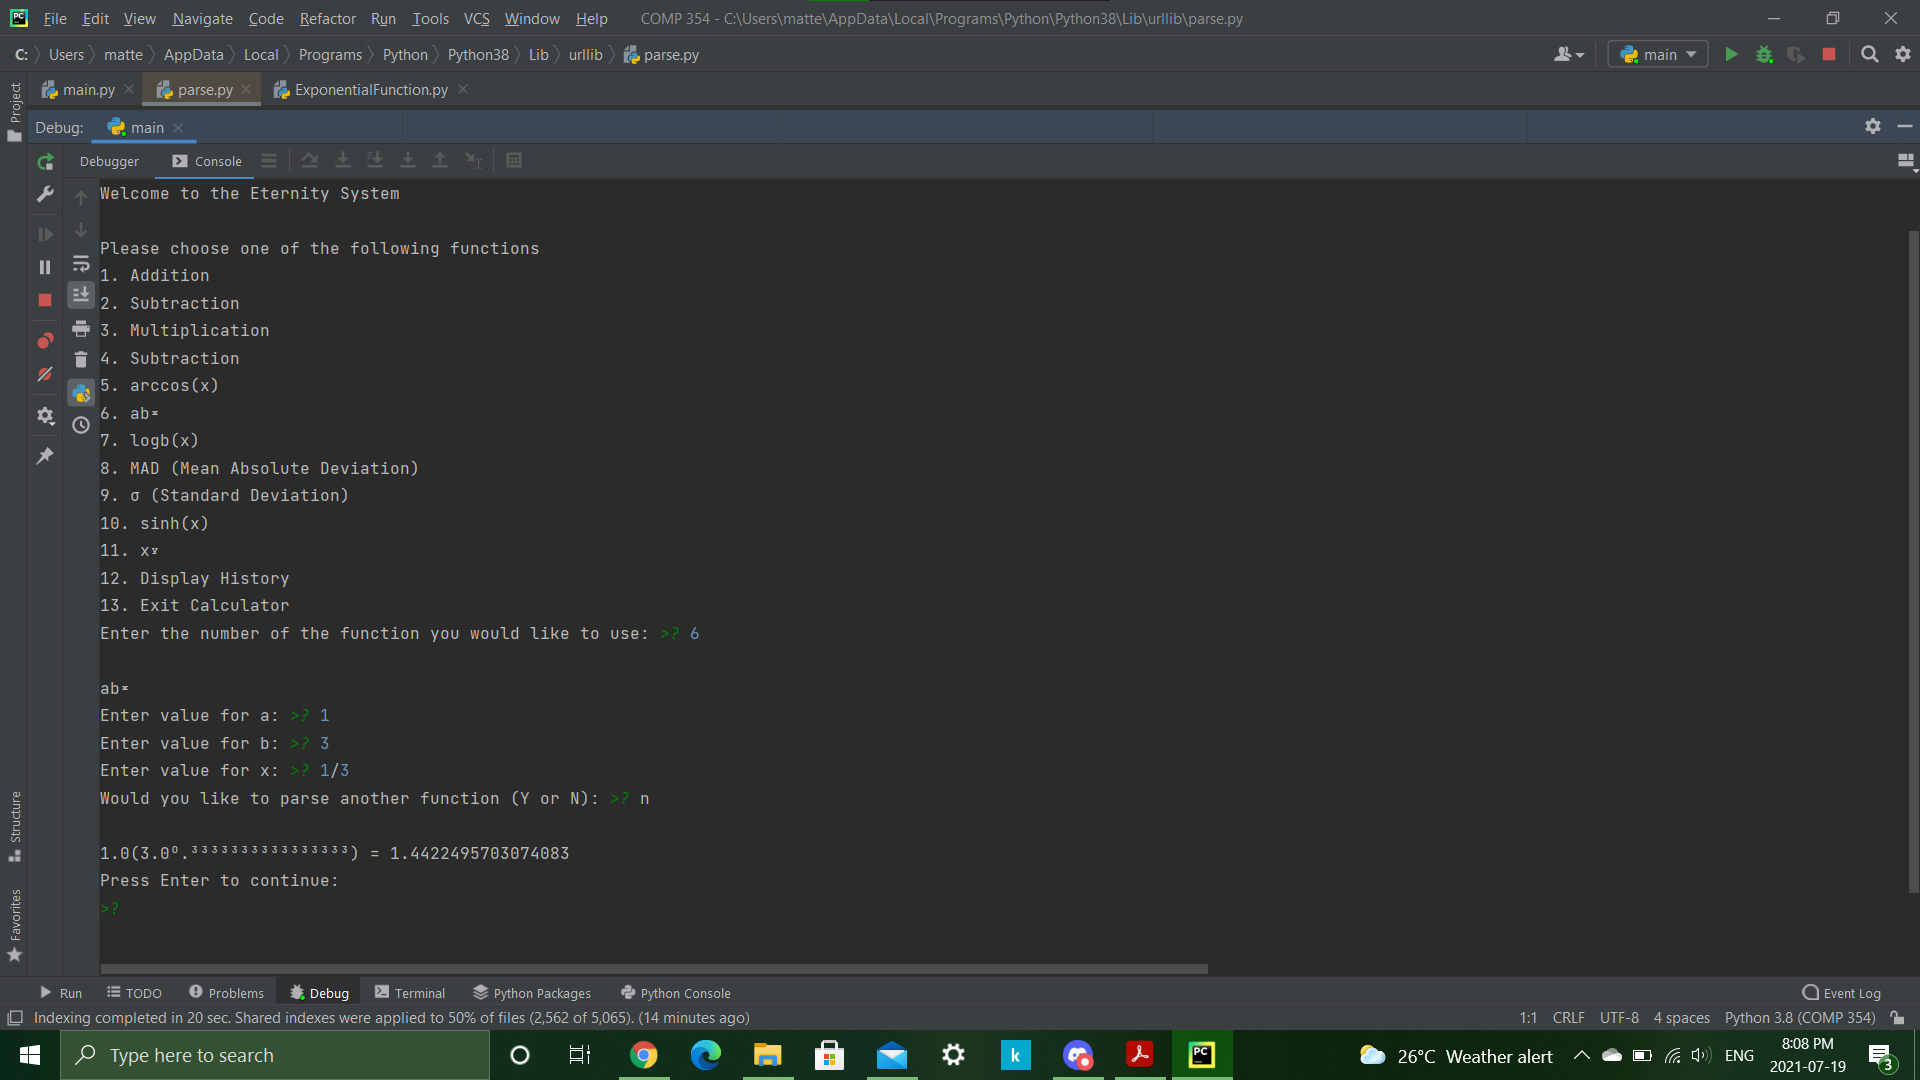 File Edit View Navigate Code Refactor Run Tools VCS Window Help COMP 354 - C:\Users\matte\AppData\Local\Programs\Python\Python38\Lib\urllib\parse.py
C: Users matte AppData Local Programs Python Python38 Lib urllib parse.py main
main.py parse.py ExponentialFunction.py
Project
Debug: main
Debugger Console
Welcome to the Eternity System
Please choose one of the following functions
1. Addition
2. Subtraction
3. Multiplication
4. Subtraction
5. arccos(x)
6. abˣ
7. logb(x)
8. MAD (Mean Absolute Deviation)
9. σ (Standard Deviation)
10. sinh(x)
11. xʸ
12. Display History
13. Exit Calculator
Enter the number of the function you would like to use: >? 6
abˣ
Enter value for a: >? 1
Enter value for b: >? 3
Enter value for x: >? 1/3
Would you like to parse another function (Y or N): >? n
1.0(3.0⁰.³³³³³³³³³³³³³³³³) = 1.4422495703074083
Press Enter to continue:
>?
Structure
Favorites
Run TODO Problems Debug Terminal Python Packages Python Console Event Log
Indexing completed in 20 sec. Shared indexes were applied to 50% of files (2,562 of 5,065). (14 minutes ago) 1:1 CRLF UTF-8 4 spaces Python 3.8 (COMP 354)
Type here to search k PC 26°C Weather alert ENG 8:08 PM
2021-07-19 3